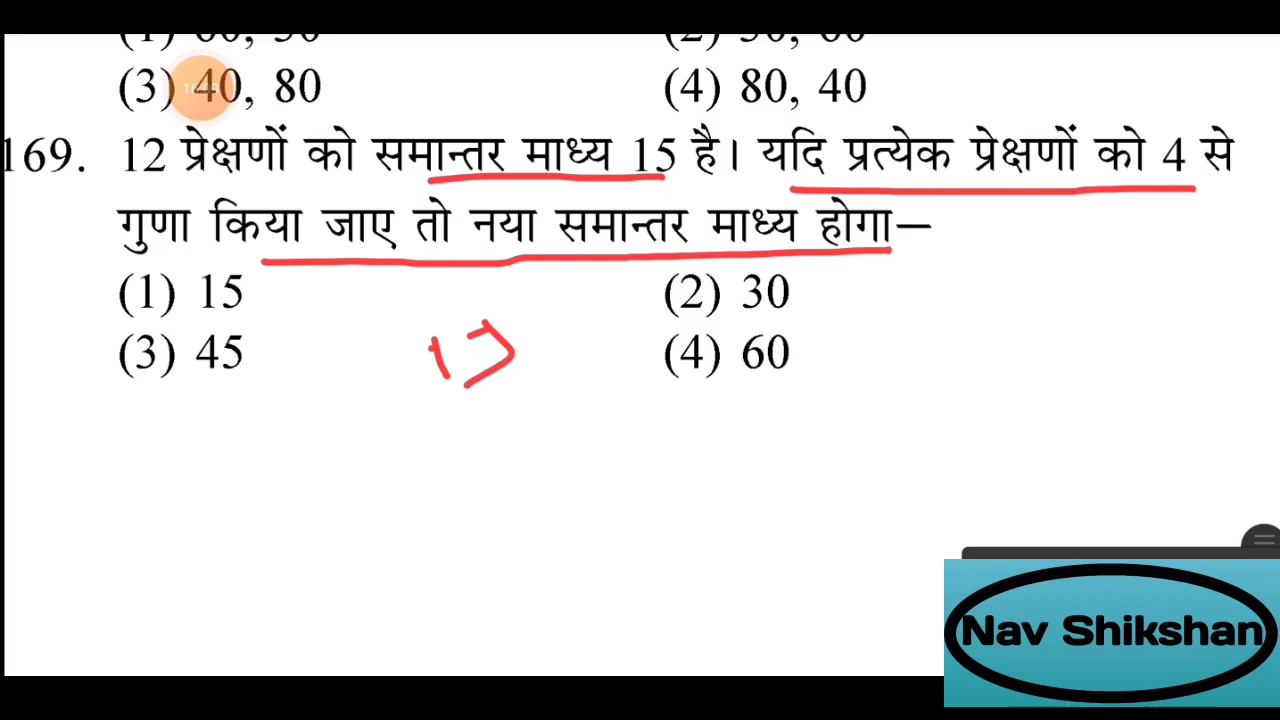 (3) 40, 80 (4) 80, 40
169. 12 प्रेक्षणों को समान्तर माध्य 15 है। यदि प्रत्येक प्रेक्षणों को 4 से
गुणा किया जाए तो नया समान्तर माध्य होगा–
(1) 15 (2) 30
(3) 45 (4) 60
Nav Shikshan